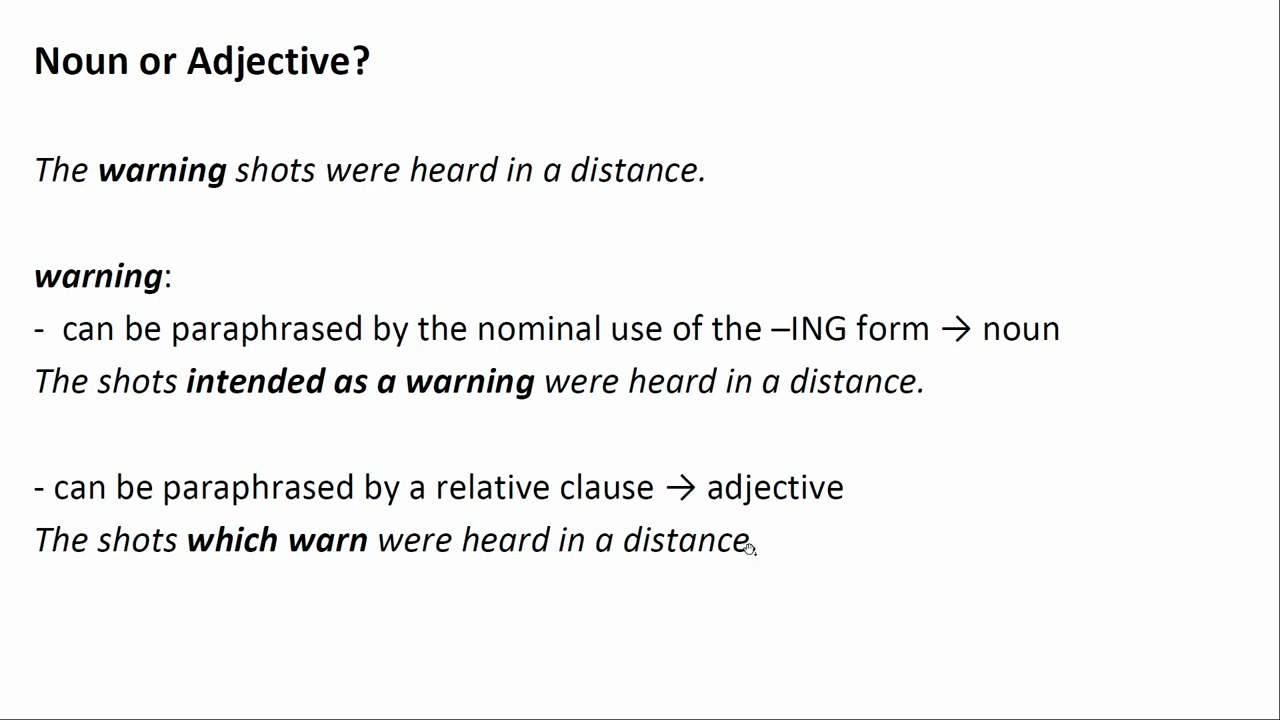 Noun or Adjective?
The warning shots were heard in a distance.
warning:
- can be paraphrased by the nominal use of the –ING form → noun
The shots intended as a warning were heard in a distance.
- can be paraphrased by a relative clause → adjective
The shots which warn were heard in a distance.